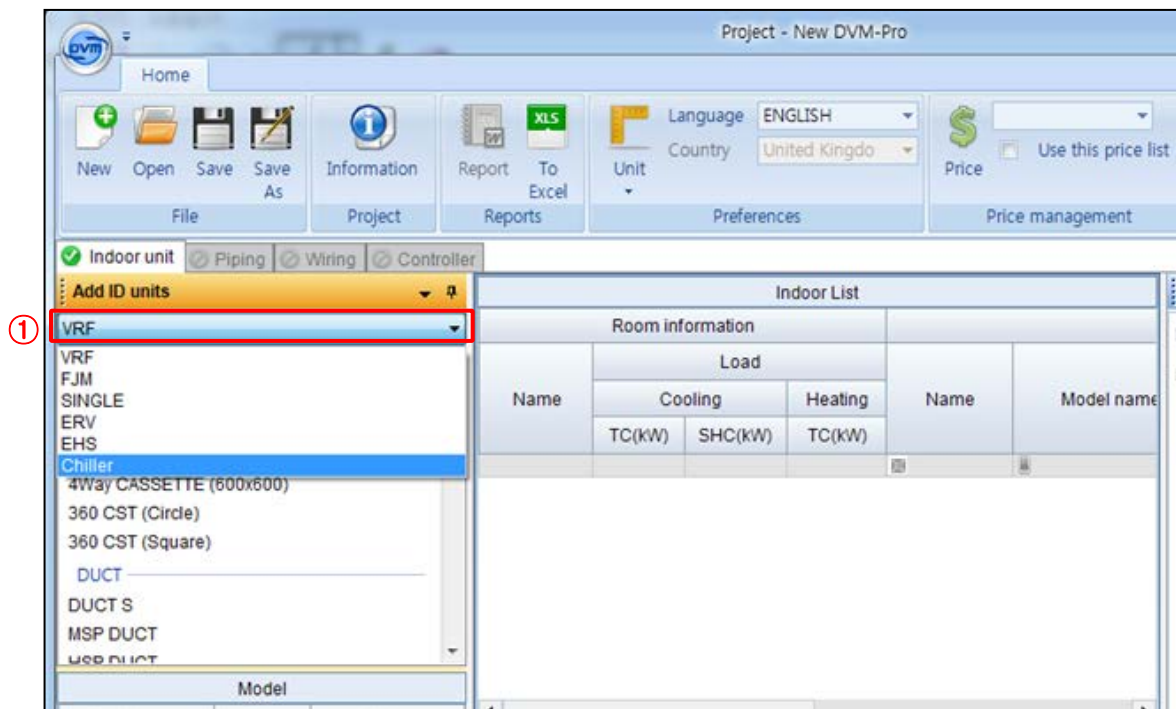 DVM
Project - New DVM-Pro
Home
New Open Save Save As
Information
Report To Excel
XLS
W
Unit
Language ENGLISH
Country United Kingdo
Price
Use this price list
File
Project
Reports
Preferences
Price management
Indoor unit Piping Wiring Controller
Add ID units
Indoor List
① VRF
Room information
VRF
FJM
SINGLE
ERV
EHS
Chiller
Load
Name
Cooling
Heating
Name
Model name
TC(kW) SHC(kW) TC(kW)
4Way CASSETTE (600x600)
360 CST (Circle)
360 CST (Square)
DUCT
DUCT S
MSP DUCT
HSP DUCT
Model